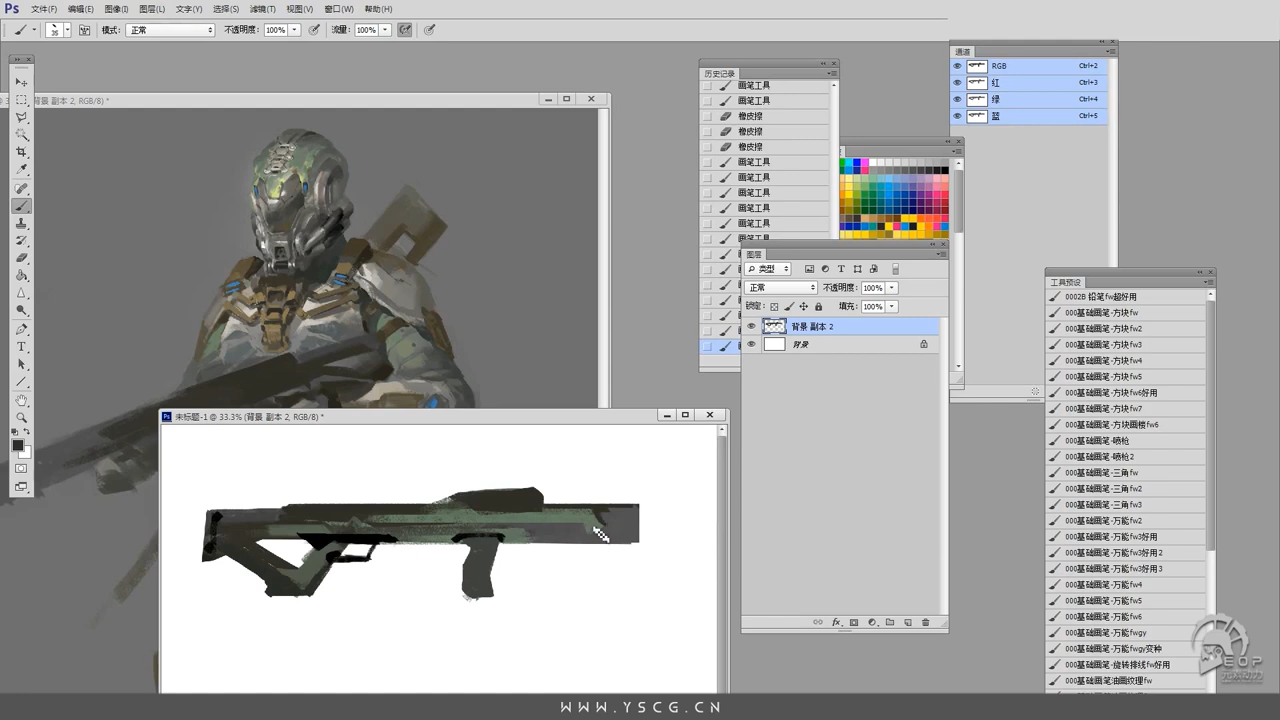 Ps 文件(F) 编辑(E) 图像(I) 图层(L) 文字(Y) 选择(S) 滤镜(T) 视图(V) 窗口(W) 帮助(H)
35 模式: 正常 不透明度: 100% 流量: 100%
背景 副本 2, RGB/8) *
通道
RGB Ctrl+2
红 Ctrl+3
绿 Ctrl+4
蓝 Ctrl+5
历史记录
画笔工具
画笔工具
橡皮擦
橡皮擦
橡皮擦
画笔工具
画笔工具
画笔工具
画笔工具
画笔工具
画笔工具
图层
类型
正常 不透明度: 100%
锁定: 填充: 100%
背景 副本 2
背景
fx
未标题-1 @ 33.3% (背景 副本 2, RGB/8) *
工具预设
0002B 铅笔fw超好用
000基础画笔-方块fw
000基础画笔-方块fw2
000基础画笔-方块fw3
000基础画笔-方块fw4
000基础画笔-方块fw5
000基础画笔-方块fw6好用
000基础画笔-方块fw7
000基础画笔-方块画楼fw6
000基础画笔-喷枪
000基础画笔-喷枪2
000基础画笔-三角fw
000基础画笔-三角fw2
000基础画笔-三角fw3
000基础画笔-万能fw2
000基础画笔-万能fw3好用
000基础画笔-万能fw3好用2
000基础画笔-万能fw3好用3
000基础画笔-万能fw4
000基础画笔-万能fw5
000基础画笔-万能fw6
000基础画笔-万能fwgy
000基础画笔-万能fwgy变种
000基础画笔-旋转排线fw好用
000基础画笔油画纹理fw
WWW.YSCG.CN